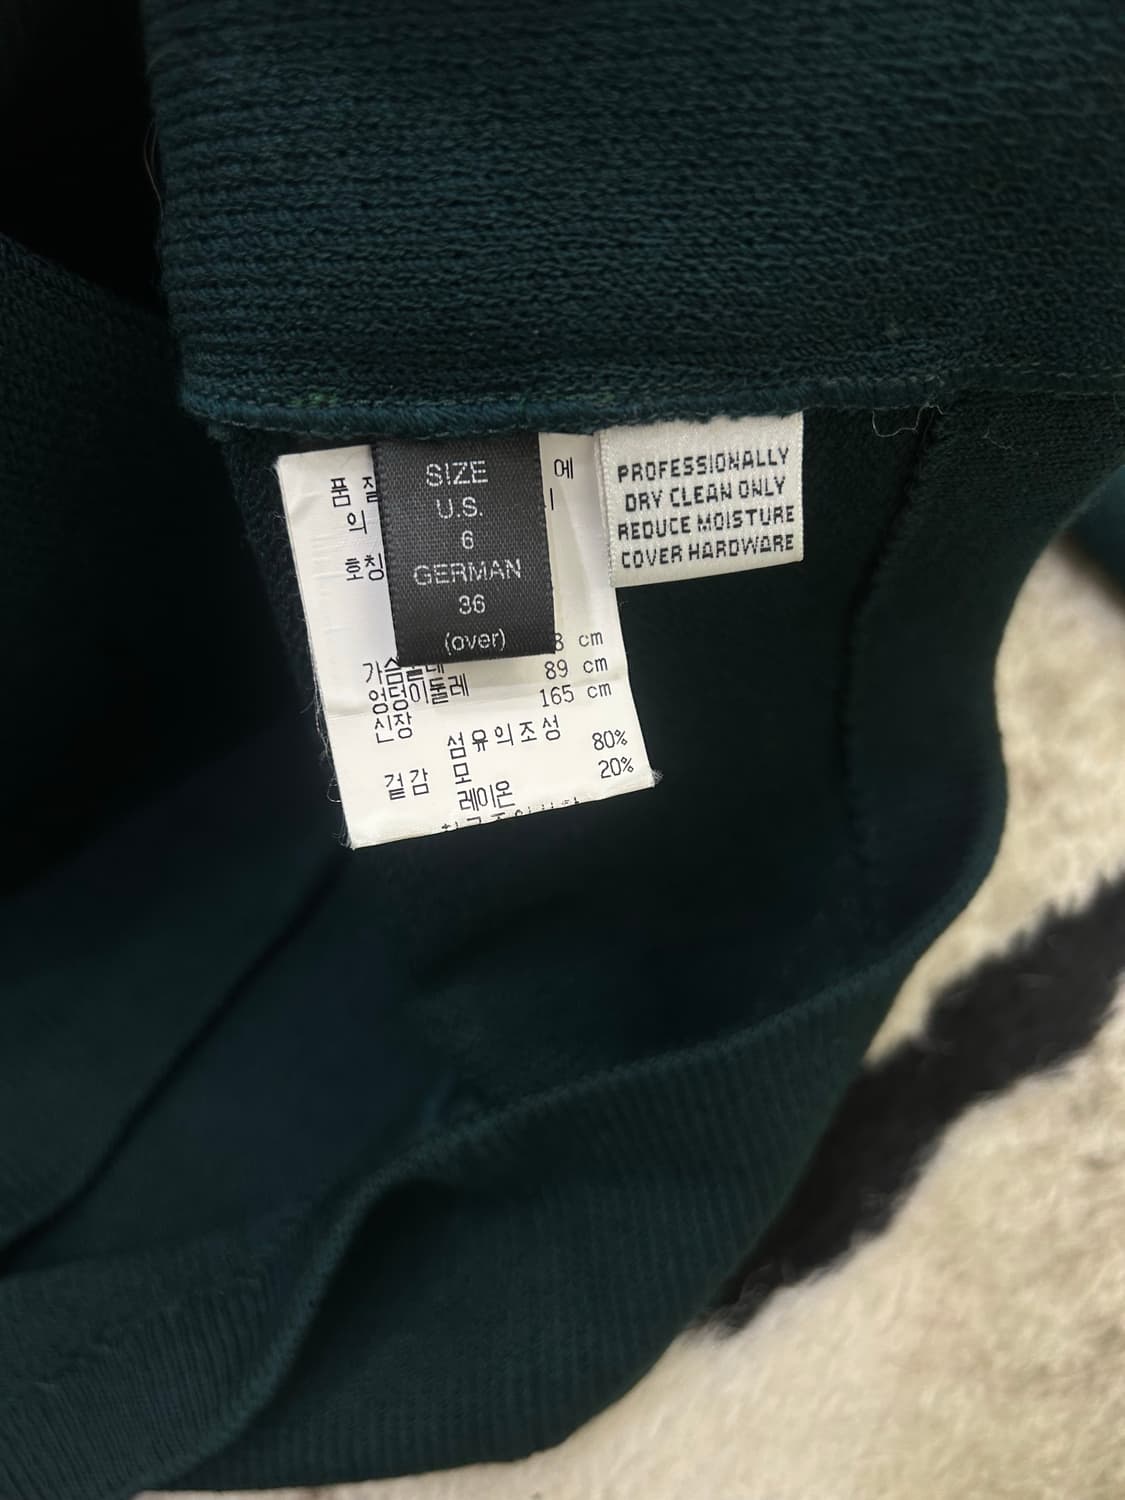 SIZE
U.S.
6
GERMAN
36
(over)
PROFESSIONALLY
DRY CLEAN ONLY
REDUCE MOISTURE
COVER HARDWARE
품 에
의
호칭
cm
가슴둘레 89 cm
엉덩이둘레 165 cm
신장
섬유의조성
겉감 모 80%
레이온 20%